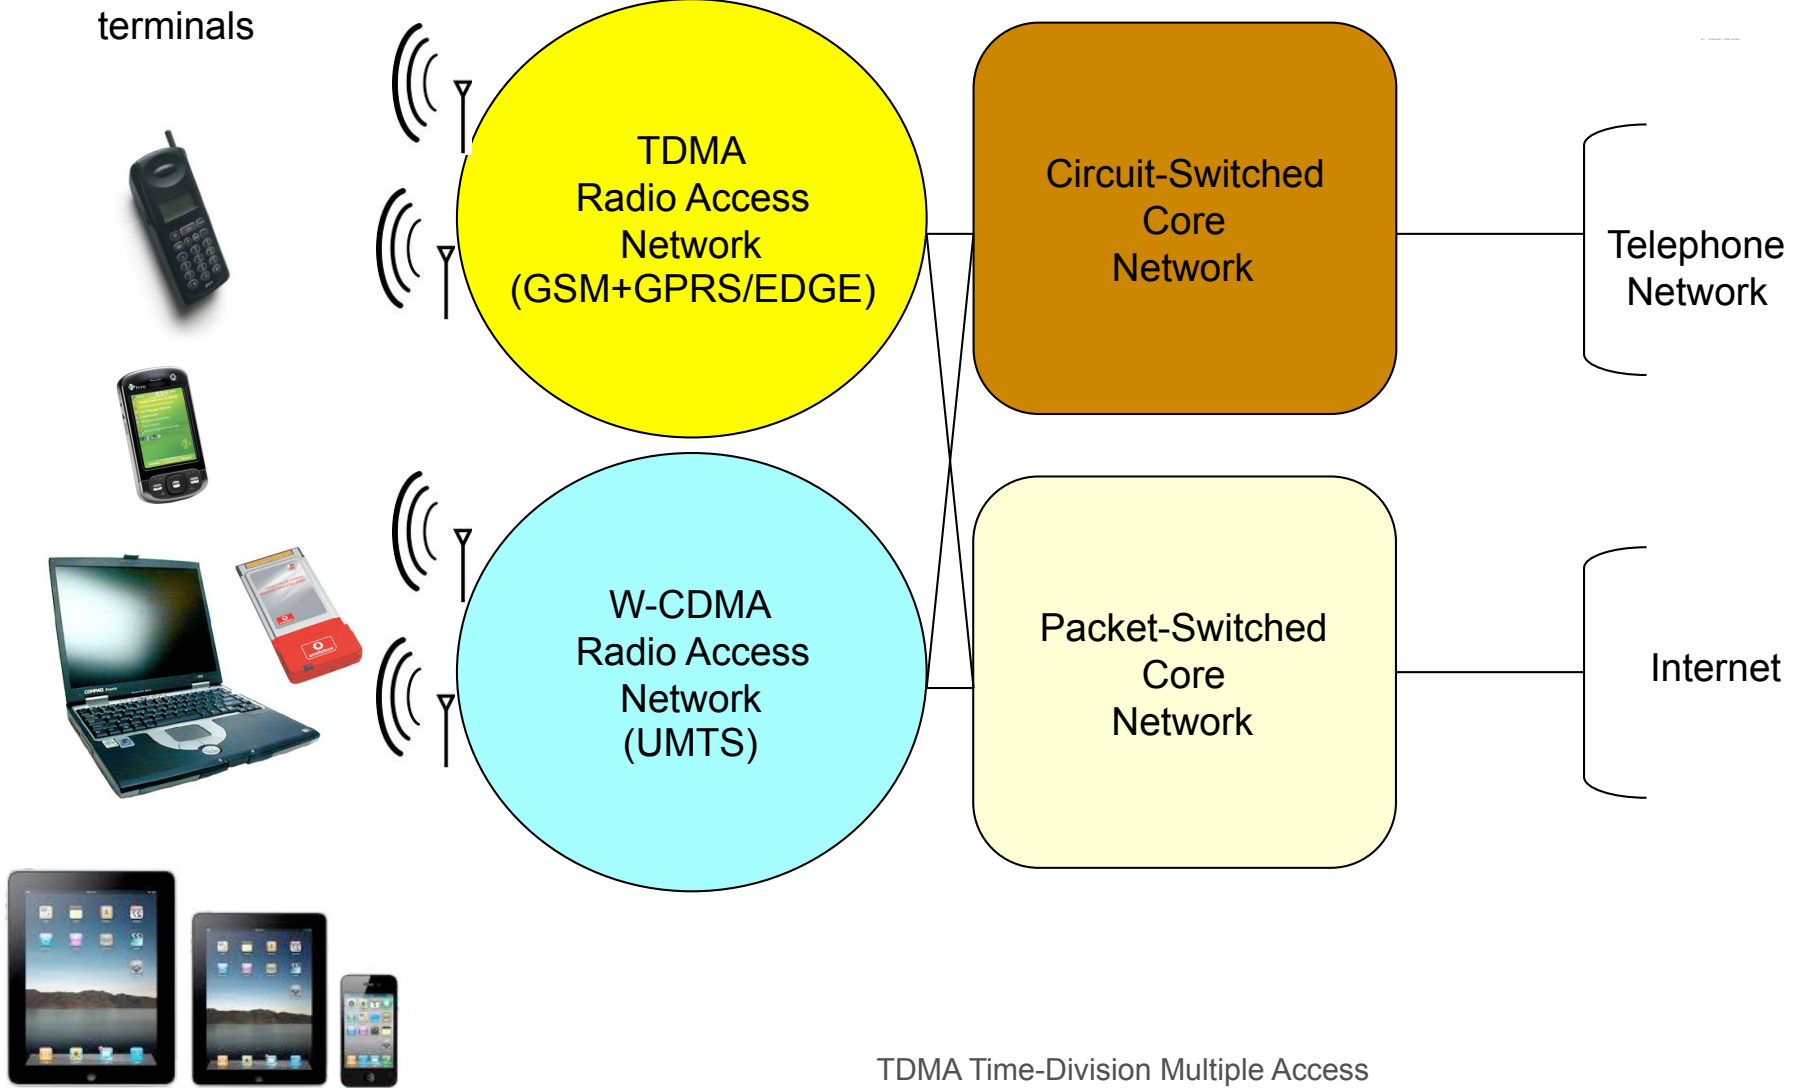 terminals
TDMA
Radio Access
Network
(GSM+GPRS/EDGE)
Circuit-Switched
Core
Network
Telephone
Network
W-CDMA
Radio Access
Network
(UMTS)
Packet-Switched
Core
Network
Internet
TDMA Time-Division Multiple Access